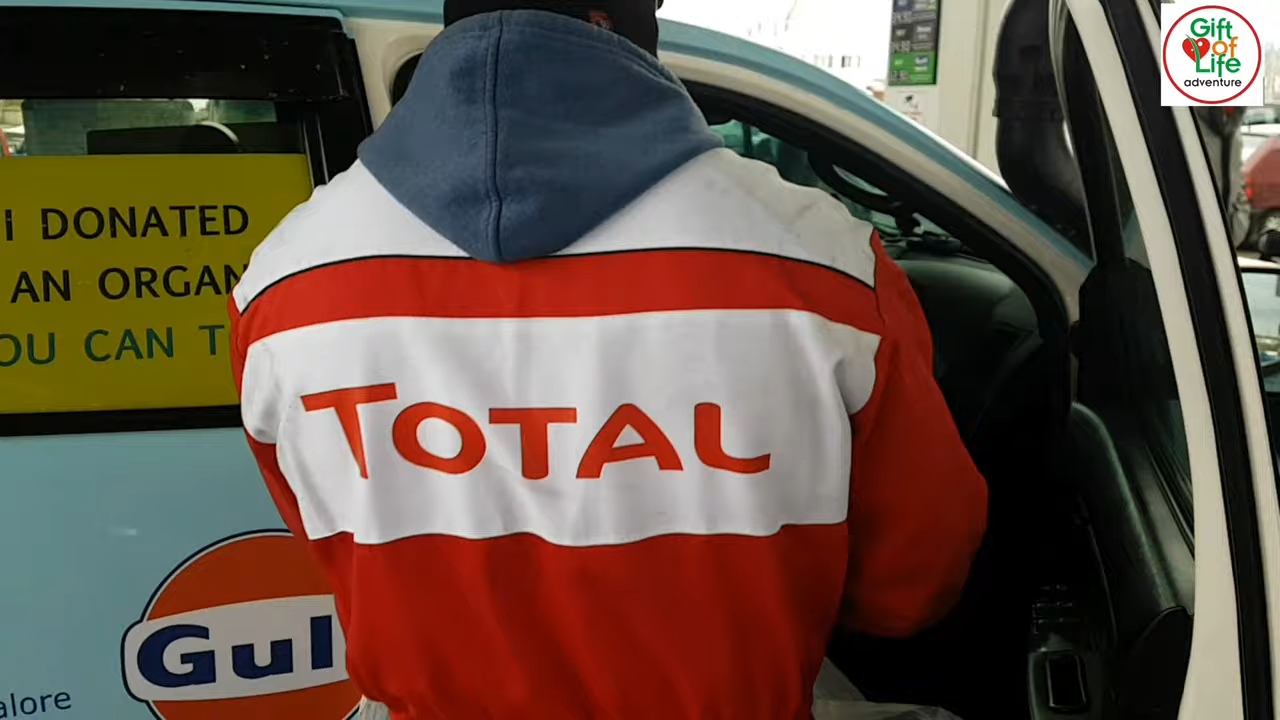 I DONATED
AN ORGAN
OU CAN T
TOTAL
Gul
alore
Gift
of
Life
adventure